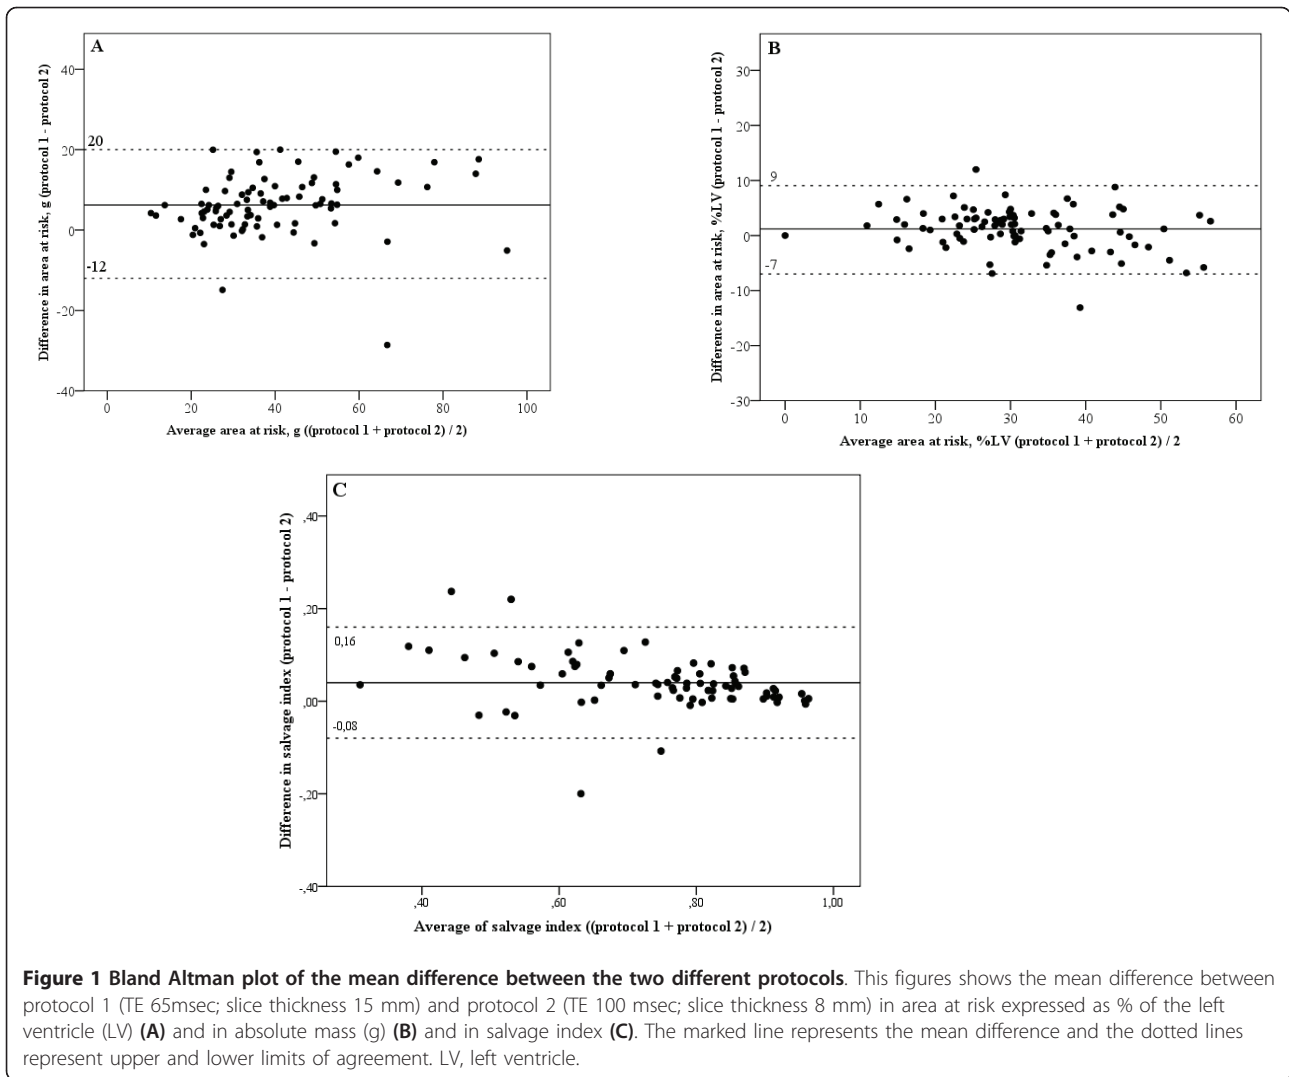 A
Difference in area at risk, g (protocol 1 - protocol 2)
40
20
0
-20
-40
20
-12
0 20 40 60 80 100
Average area at risk, g ((protocol 1 + protocol 2) / 2)
B
Difference in area at risk, %LV (protocol 1 - protocol 2)
30
20
10
0
-10
-20
-30
9
-7
0 10 20 30 40 50 60
Average area at risk, %LV (protocol 1 + protocol 2) / 2
C
Difference in salvage index (protocol 1 - protocol 2)
,40
,20
,00
-,20
-,40
0,16
-0,08
,40 ,60 ,80 1,00
Average of salvage index ((protocol 1 + protocol 2) / 2)
Figure 1 Bland Altman plot of the mean difference between the two different protocols. This figures shows the mean difference between
protocol 1 (TE 65msec; slice thickness 15 mm) and protocol 2 (TE 100 msec; slice thickness 8 mm) in area at risk expressed as % of the left
ventricle (LV) (A) and in absolute mass (g) (B) and in salvage index (C). The marked line represents the mean difference and the dotted lines
represent upper and lower limits of agreement. LV, left ventricle.